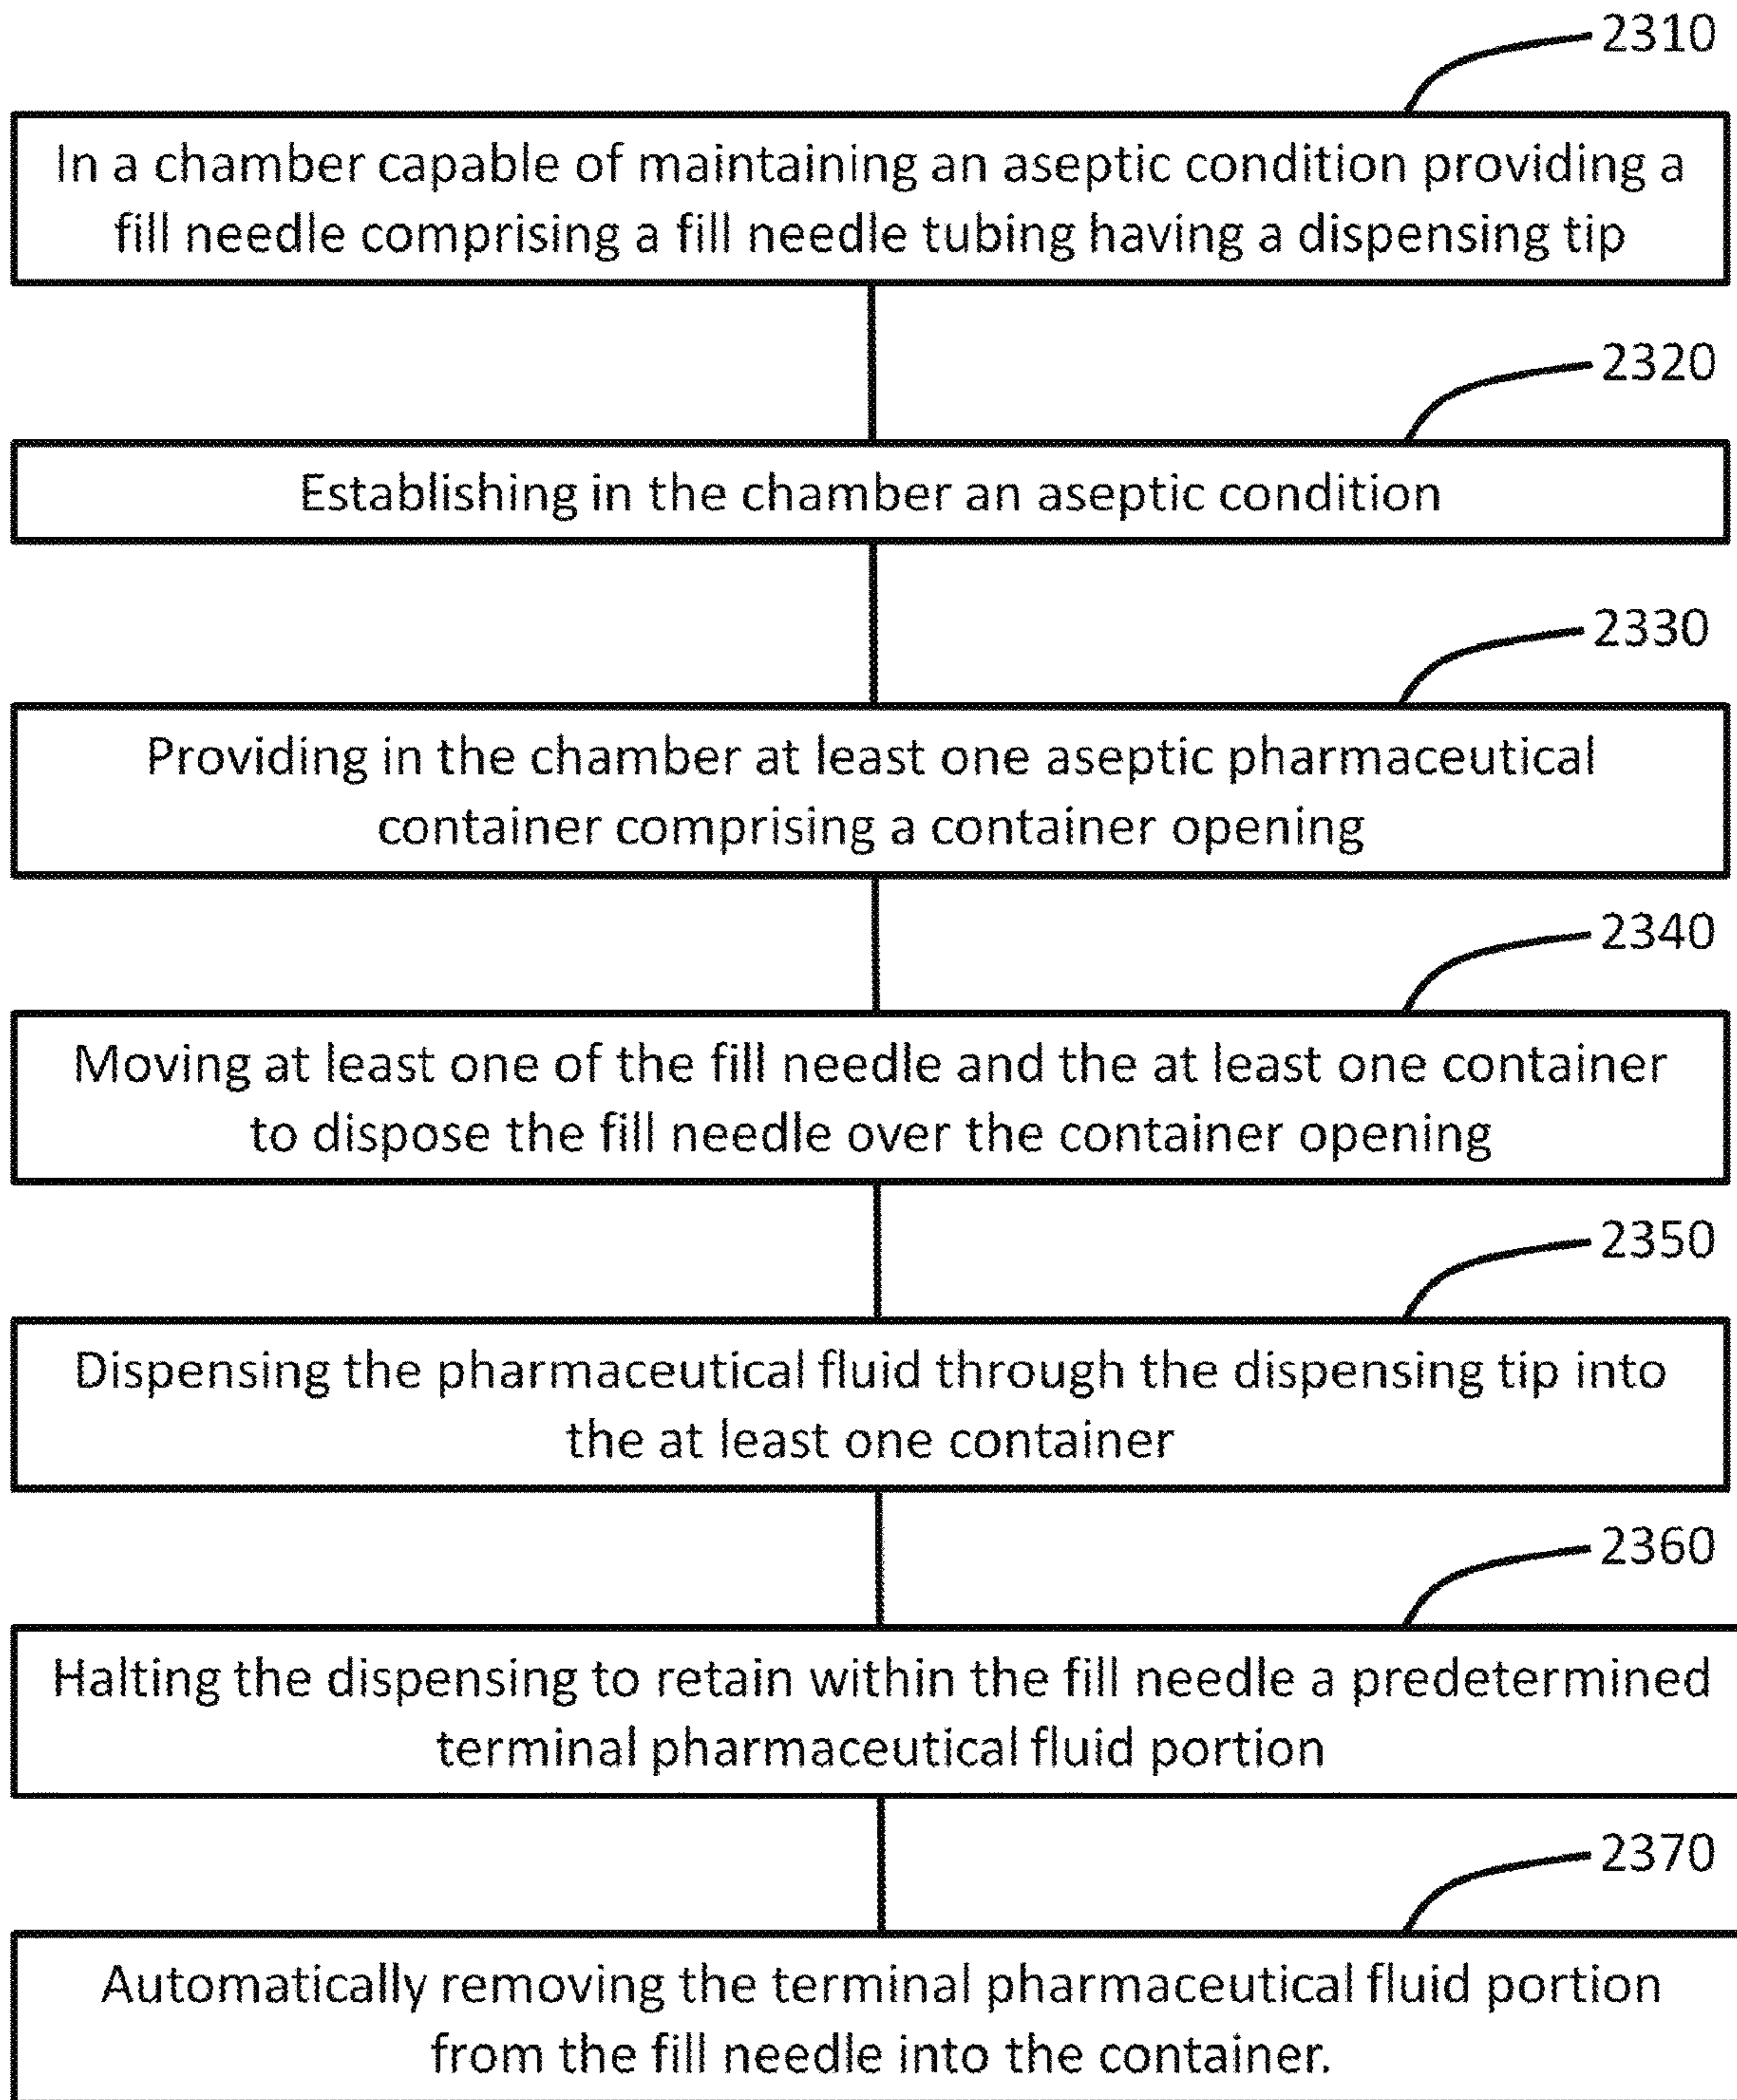 2310
In a chamber capable of maintaining an aseptic condition providing a
fill needle comprising a fill needle tubing having a dispensing tip
2320
Establishing in the chamber an aseptic condition
2330
Providing in the chamber at least one aseptic pharmaceutical
container comprising a container opening
2340
Moving at least one of the fill needle and the at least one container
to dispose the fill needle over the container opening
2350
Dispensing the pharmaceutical fluid through the dispensing tip into
the at least one container
2360
Halting the dispensing to retain within the fill needle a predetermined
terminal pharmaceutical fluid portion
2370
Automatically removing the terminal pharmaceutical fluid portion
from the fill needle into the container.